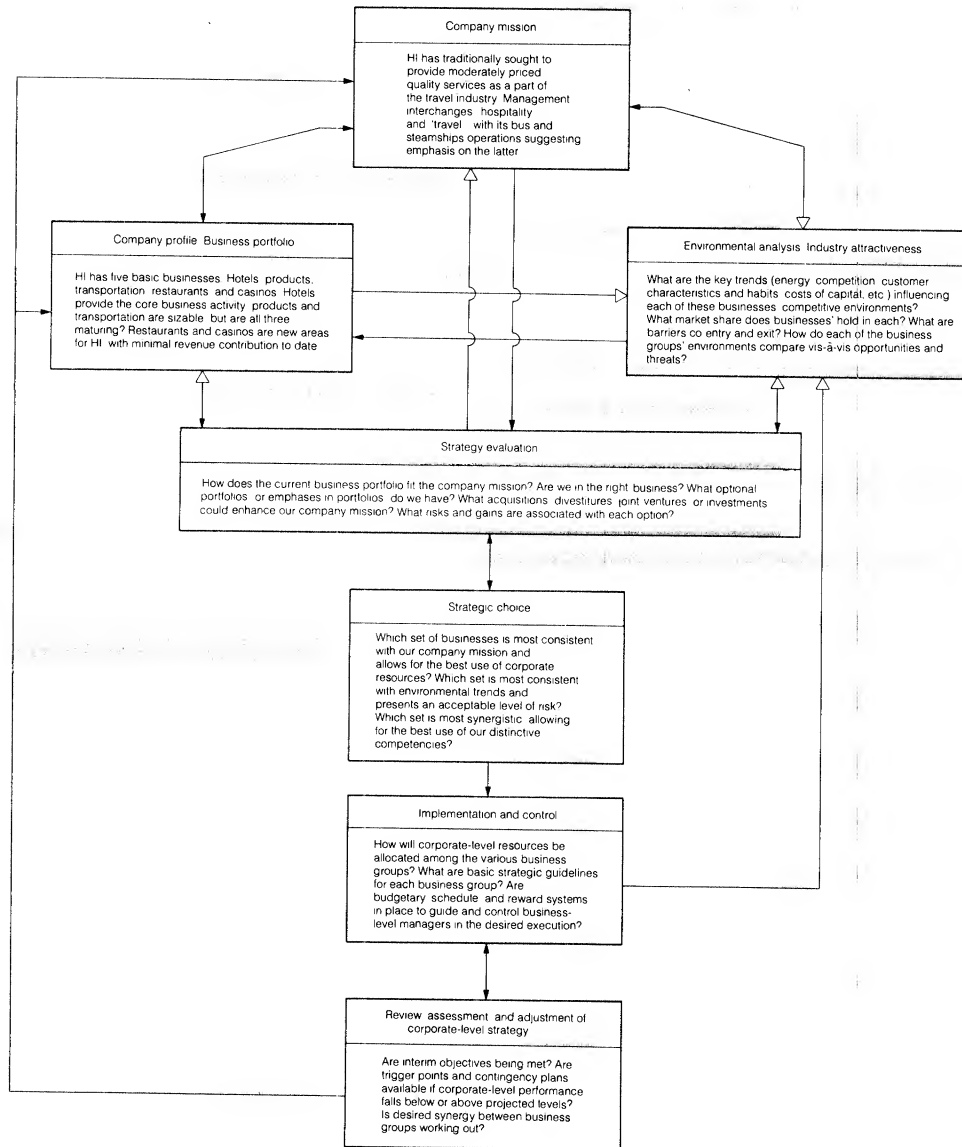 Company mission
HI has traditionally sought to
provide moderately priced
quality services as a part of
the travel industry Management
interchanges hospitality
and 'travel with its bus and
steamships operations suggesting
emphasis on the latter
Company profile Business portfolio
HI has five basic businesses Hotels products,
transportation restaurants and casinos Hotels
provide the core business activity products and
transportation are sizable but are all three
maturing? Restaurants and casinos are new areas
for HI with minimal revenue contribution to date
Environmental analysis Industry attractiveness
What are the key trends (energy competition customer
characteristics and habits costs of capital, etc ) influencing
each of these businesses competitive environments?
What market share does businesses' hold in each? What are
barriers co entry and exit? How do each of the business
groups' environments compare vis-à-vis opportunities and
threats?
Strategy evaluation
How does the current business portfolio fit the company mission? Are we in the right business? What optional
portfolios or emphases in portfolios do we have? What acquisitions divestitures joint ventures or investments
could enhance our company mission? What risks and gains are associated with each option?
Strategic choice
Which set of businesses is most consistent
with our company mission and
allows for the best use of corporate
resources? Which set is most consistent
with environmental trends and
presents an acceptable level of risk?
Which set is most synergistic allowing
for the best use of our distinctive
competencies?
Implementation and control
How will corporate-level resources be
allocated among the various business
groups? What are basic strategic guidelines
for each business group? Are
budgetary schedule and reward systems
in place to guide and control business-
level managers in the desired execution?
Review assessment and adjustment of
corporate-level strategy
Are interim objectives being met? Are
trigger points and contingency plans
available if corporate-level performance
falls below or above projected levels?
Is desired synergy between business
groups working out?